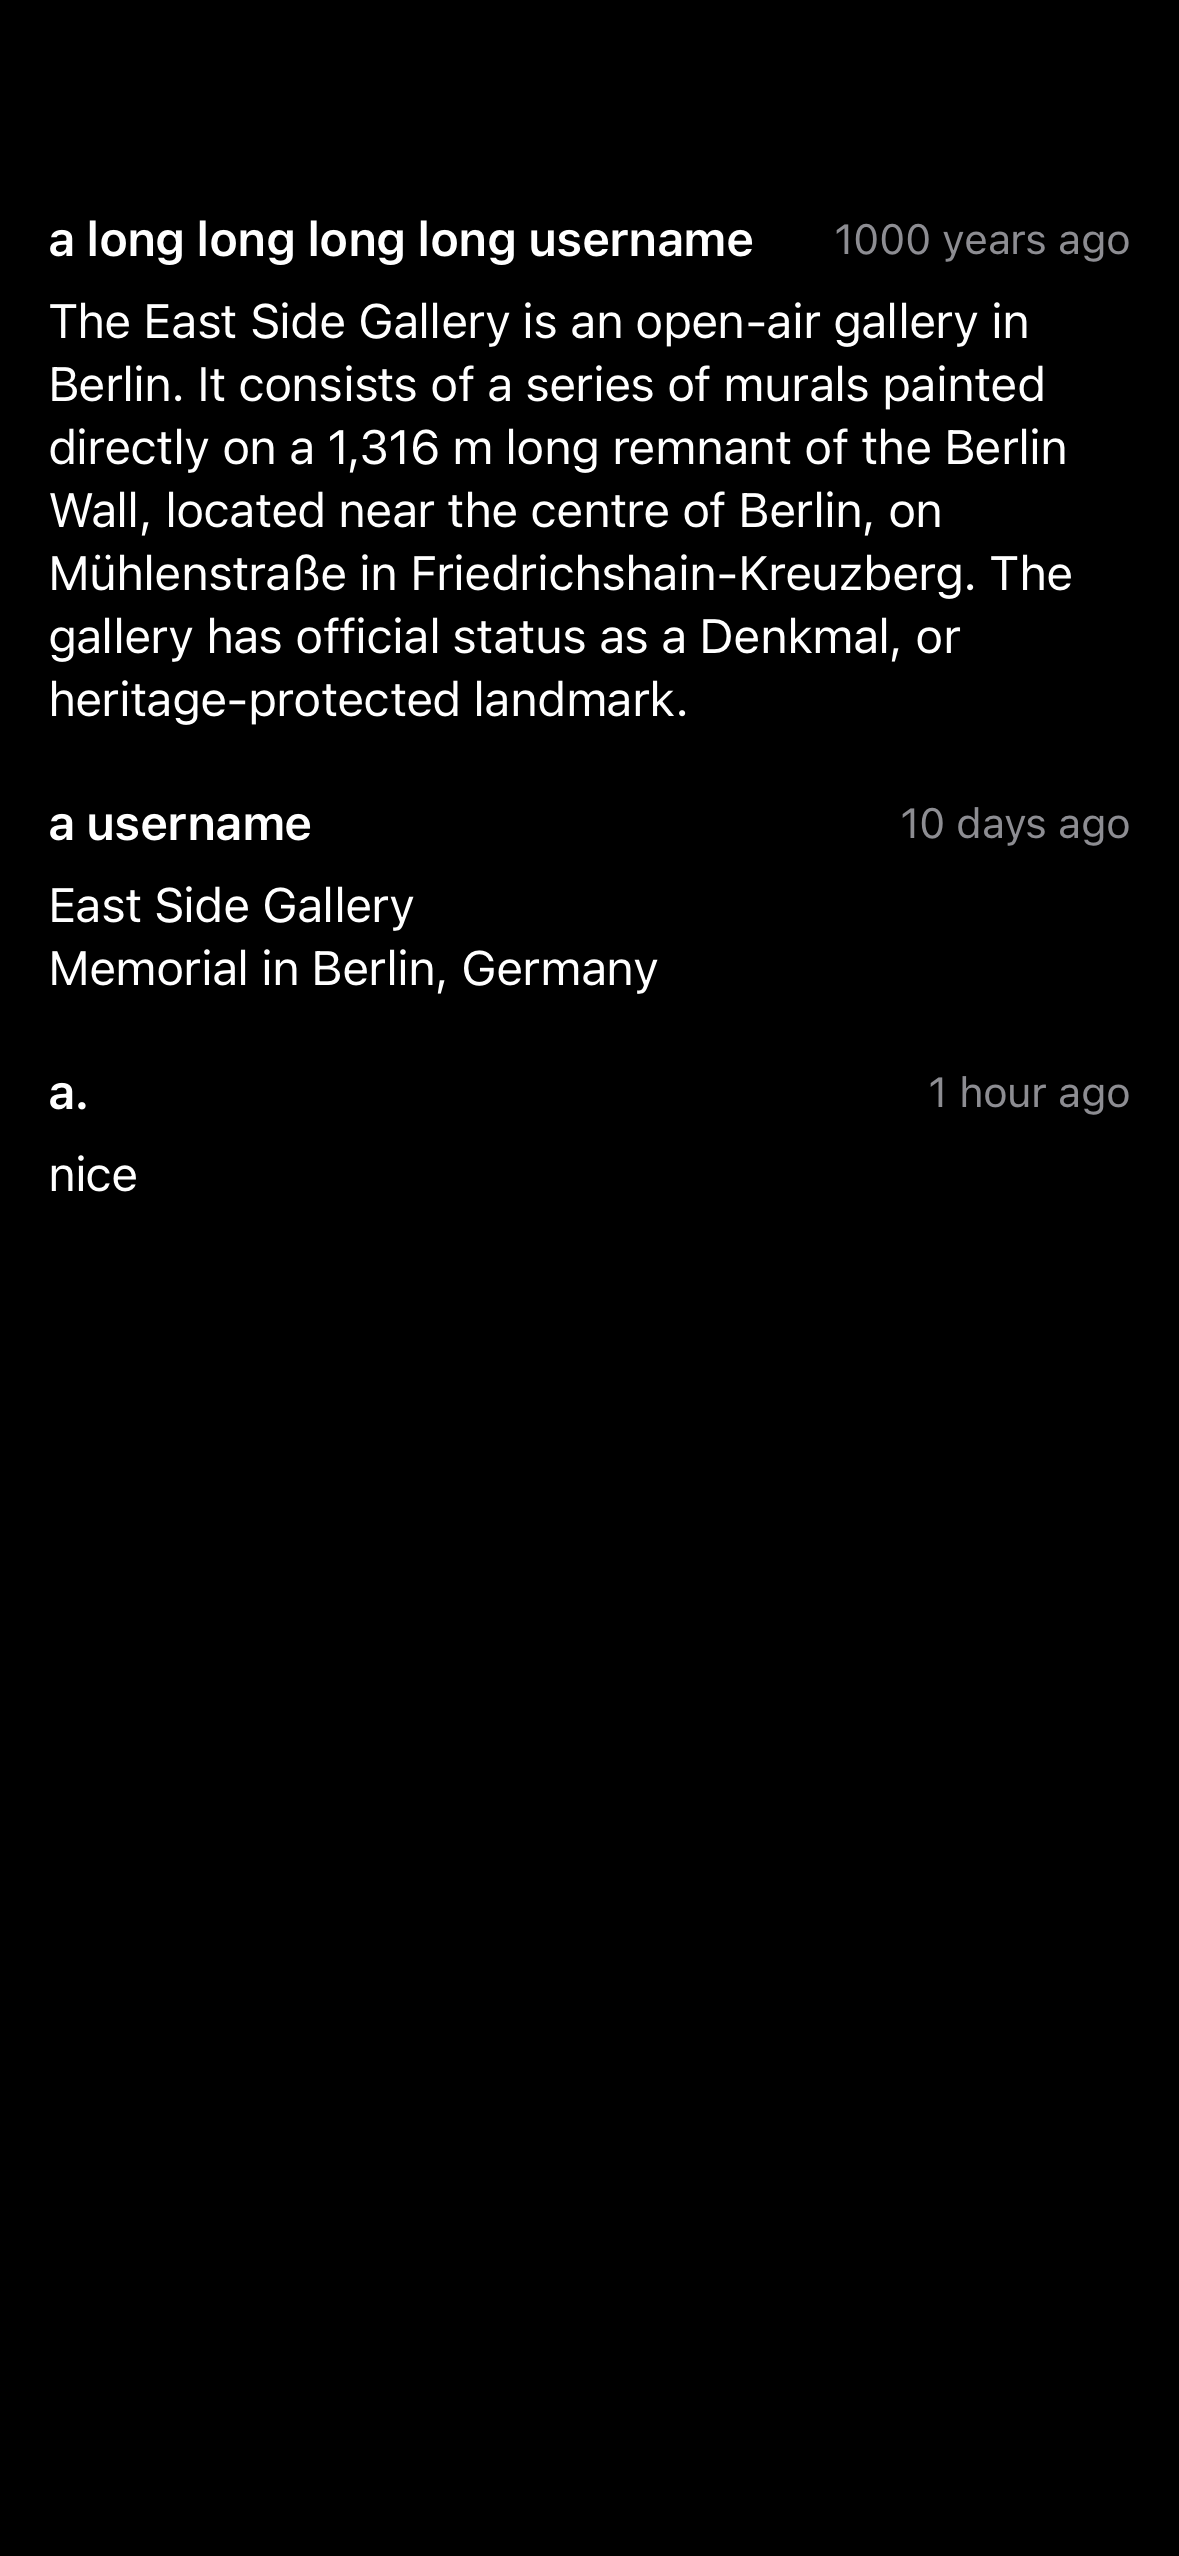 a long long long long username 1000 years ago
The East Side Gallery is an open-air gallery in
Berlin. It consists of a series of murals painted
directly on a 1,316 m long remnant of the Berlin
Wall, located near the centre of Berlin, on
Mühlenstraße in Friedrichshain-Kreuzberg. The
gallery has official status as a Denkmal, or
heritage-protected landmark.
a username 10 days ago
East Side Gallery
Memorial in Berlin, Germany
a. 1 hour ago
nice